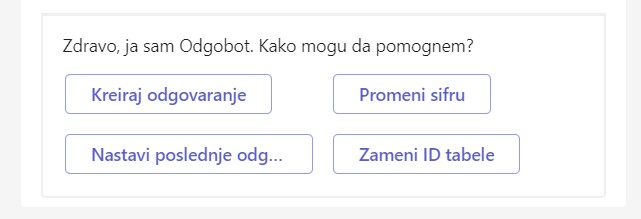 Zdravo, ja sam Odgobot. Kako mogu da pomognem?
Kreiraj odgovaranje
Promeni sifru
Nastavi poslednje odg...
Zameni ID tabele